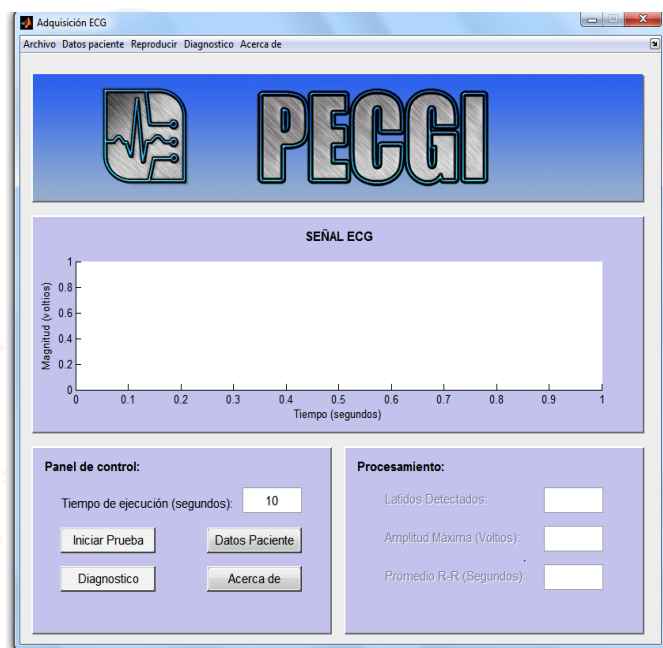 Adquisición ECG
Archivo Datos paciente Reproducir Diagnostico Acerca de
PECGI
SEÑAL ECG
Magnitud (voltios)
1
0.8
0.6
0.4
0.2
0
0 0.1 0.2 0.3 0.4 0.5 0.6 0.7 0.8 0.9 1
Tiempo (segundos)
Panel de control:
Tiempo de ejecución (segundos): 10
Iniciar Prueba Datos Paciente
Diagnostico Acerca de
Procesamiento:
Latidos Detectados:
Amplitud Máxima (Voltios):
Promedio R-R (Segundos):